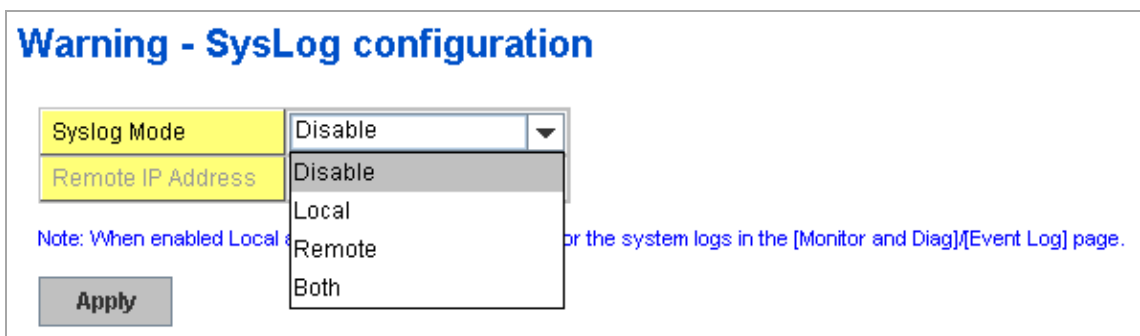 Warning - SysLog configuration
Syslog Mode Disable
Remote IP Address Disable
Local
Note: When enabled Local or the system logs in the [Monitor and Diag]/[Event Log] page.
Remote
Both
Apply